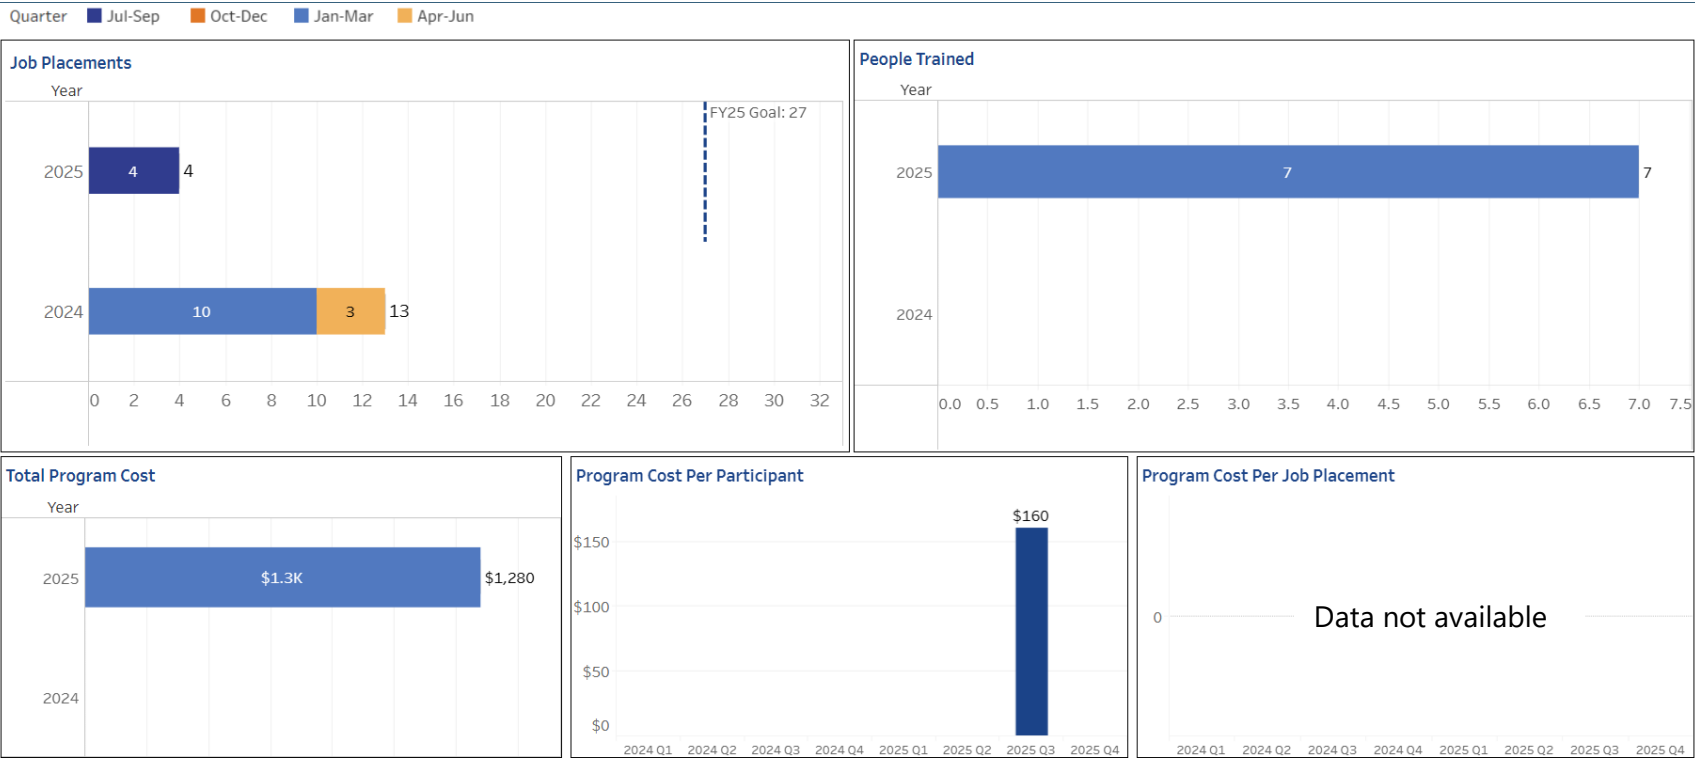 Quarter Jul-Sep Oct-Dec Jan-Mar Apr-Jun
Job Placements
Year
FY25 Goal: 27
2025 4 4
2024 10 3 13
0 2 4 6 8 10 12 14 16 18 20 22 24 26 28 30 32
People Trained
Year
2025 7 7
2024
0.0 0.5 1.0 1.5 2.0 2.5 3.0 3.5 4.0 4.5 5.0 5.5 6.0 6.5 7.0 7.5
Total Program Cost
Year
2025 $1.3K $1,280
2024
Program Cost Per Participant
$160
$150
$100
$50
$0
2024 Q1 2024 Q2 2024 Q3 2024 Q4 2025 Q1 2025 Q2 2025 Q3 2025 Q4
Program Cost Per Job Placement
0 Data not available
2024 Q1 2024 Q2 2024 Q3 2024 Q4 2025 Q1 2025 Q2 2025 Q3 2025 Q4